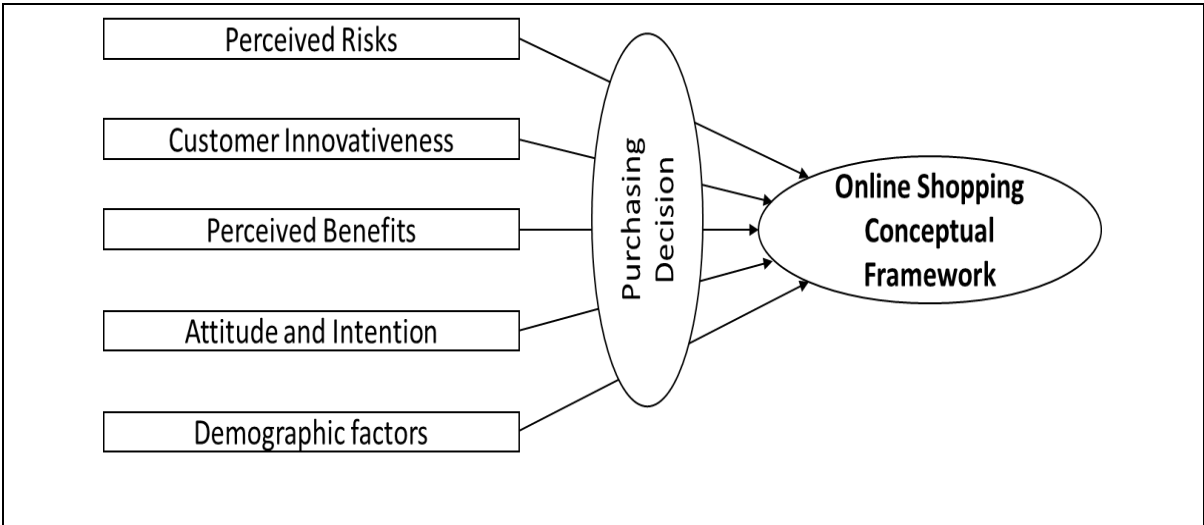 Perceived Risks
Customer Innovativeness
Perceived Benefits
Attitude and Intention
Demographic factors
Purchasing
Decision
Online Shopping
Conceptual
Framework